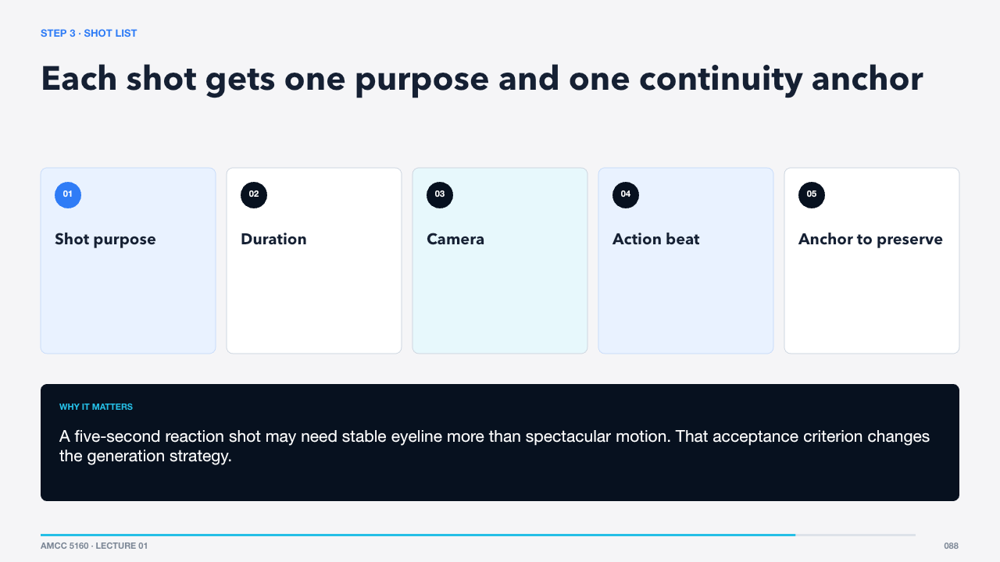 STEP 3 · SHOT LIST
Each shot gets one purpose and one continuity anchor
01
Shot purpose
02
Duration
03
Camera
04
Action beat
05
Anchor to preserve
WHY IT MATTERS
A five-second reaction shot may need stable eyeline more than spectacular motion. That acceptance criterion changes
the generation strategy.
AMCC 5160 · LECTURE 01
088